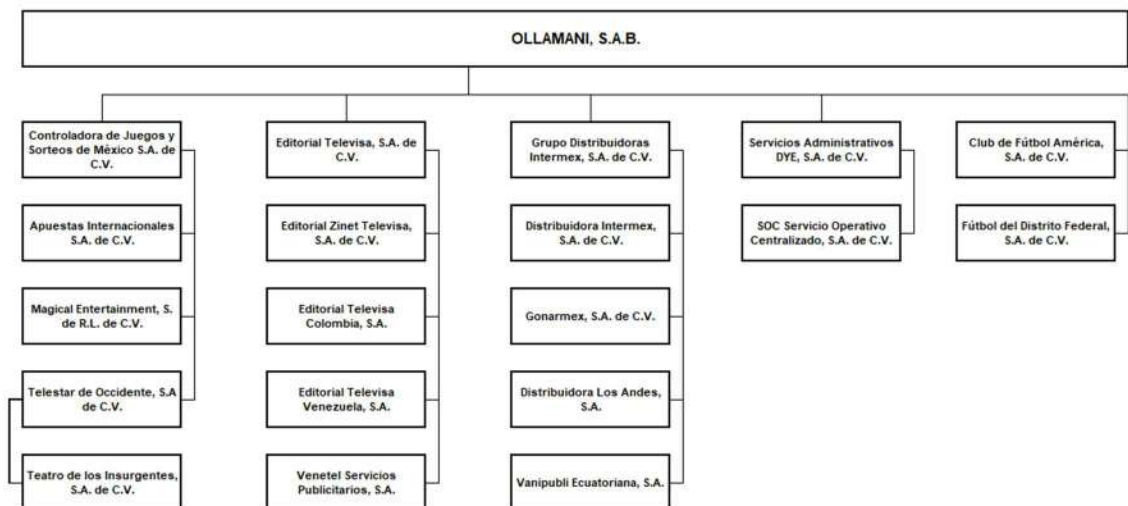 OLLAMANI, S.A.B.
Controladora de Juegos y
Sorteos de México S.A. de
C.V.
Apuestas Internacionales
S.A. de C.V.
Magical Entertainment, S.
de R.L. de C.V.
Telestar de Occidente, S.A
de C.V.
Teatro de los Insurgentes,
S.A. de C.V.
Editorial Televisa, S.A. de
C.V.
Editorial Zinet Televisa,
S.A. de C.V.
Editorial Televisa
Colombia, S.A.
Editorial Televisa
Venezuela, S.A.
Venetel Servicios
Publicitarios, S.A.
Grupo Distribuidoras
Intermex, S.A. de C.V.
Distribuidora Intermex,
S.A. de C.V.
Gonarmex, S.A. de C.V.
Distribuidora Los Andes,
S.A.
Vanipubli Ecuatoriana, S.A.
Servicios Administrativos
DYE, S.A. de C.V.
SOC Servicio Operativo
Centralizado, S.A. de C.V.
Club de Fútbol América,
S.A. de C.V.
Fútbol del Distrito Federal,
S.A. de C.V.